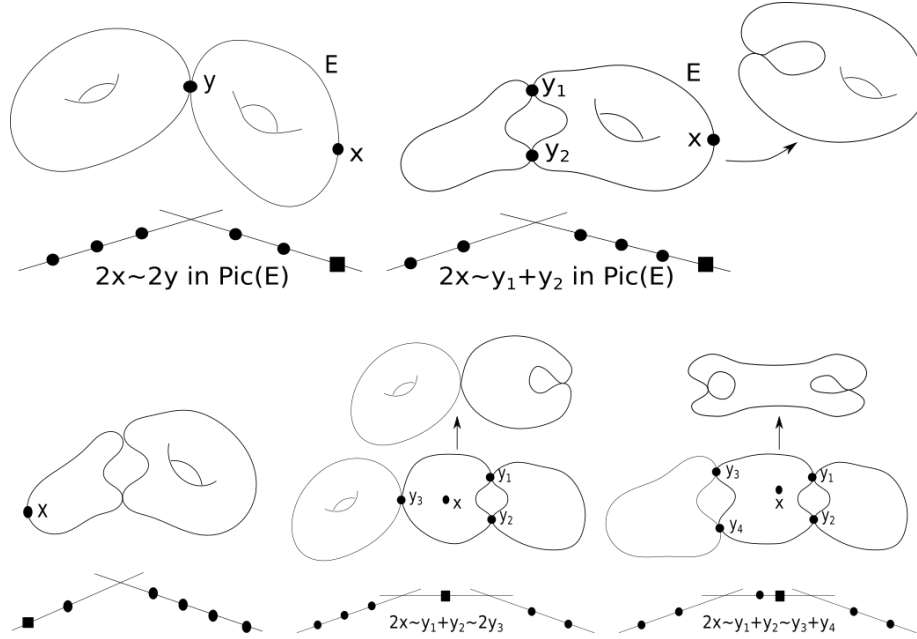 E
y
x
2x~2y in Pic(E)
E
y₁
x
y₂
2x~y₁+y₂ in Pic(E)
x
y₁
y₃
x
y₂
2x~y₁+y₂~2y₃
y₃
y₁
x
y₄
y₂
2x~y₁+y₂~y₃+y₄